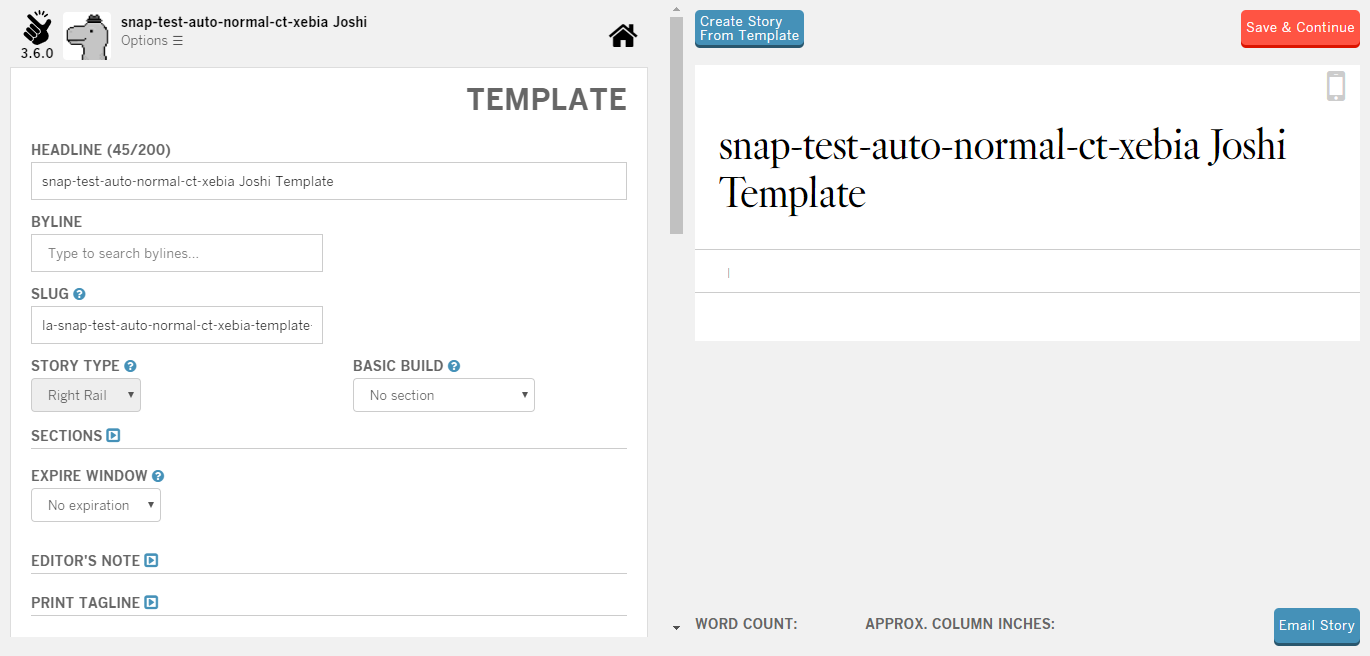 snap-test-auto-normal-ct-xebia Joshi
Options
3.6.0
TEMPLATE
HEADLINE (45/200)
snap-test-auto-normal-ct-xebia Joshi Template
BYLINE
Type to search bylines...
SLUG
la-snap-test-auto-normal-ct-xebia-template-
STORY TYPE
BASIC BUILD
Right Rail
No section
SECTIONS
EXPIRE WINDOW
No expiration
EDITOR'S NOTE
PRINT TAGLINE
Create Story
From Template
Save & Continue
snap-test-auto-normal-ct-xebia Joshi
Template
WORD COUNT:
APPROX. COLUMN INCHES:
Email Story